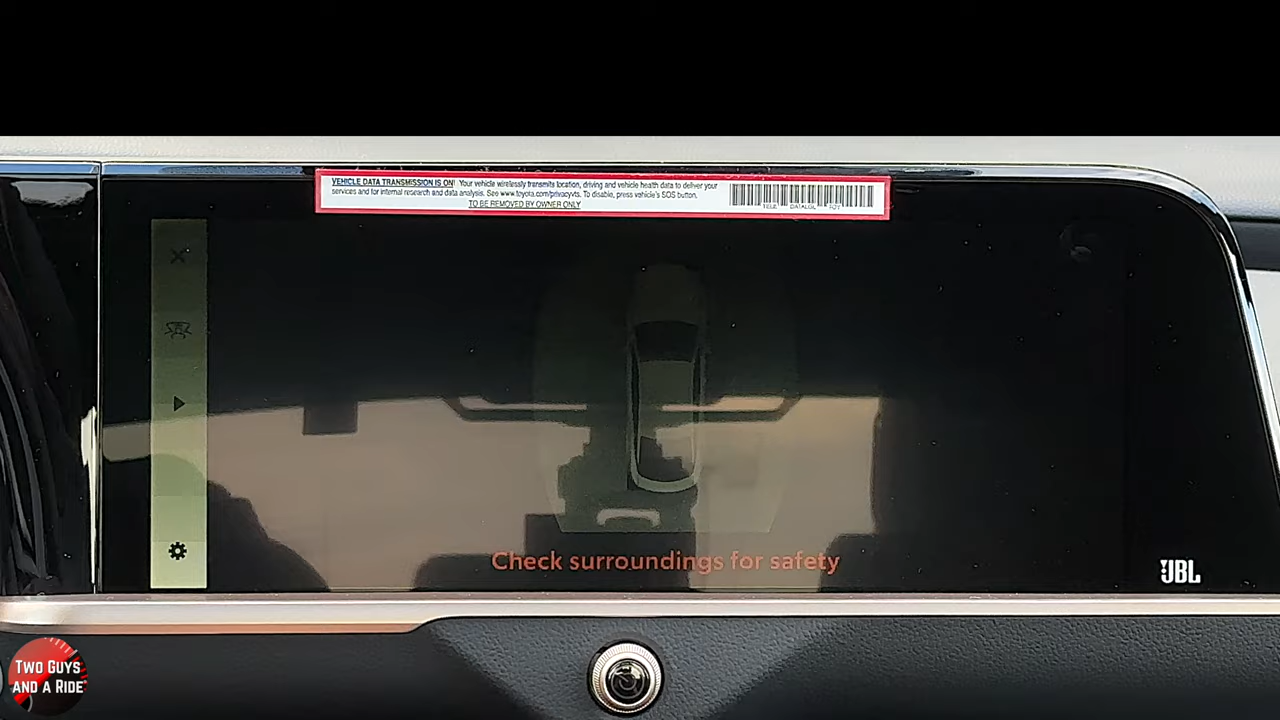 VEHICLE DATA TRANSMISSION IS ON! Your vehicle wirelessly transmits location, driving and vehicle health data to deliver your
services and for internal research and data analysis. See www.toyota.com/privacyvts. To disable, press vehicle's SOS button.
TO BE REMOVED BY OWNER ONLY
Check surroundings for safety
JBL
TWO GUYS
AND A RIDE